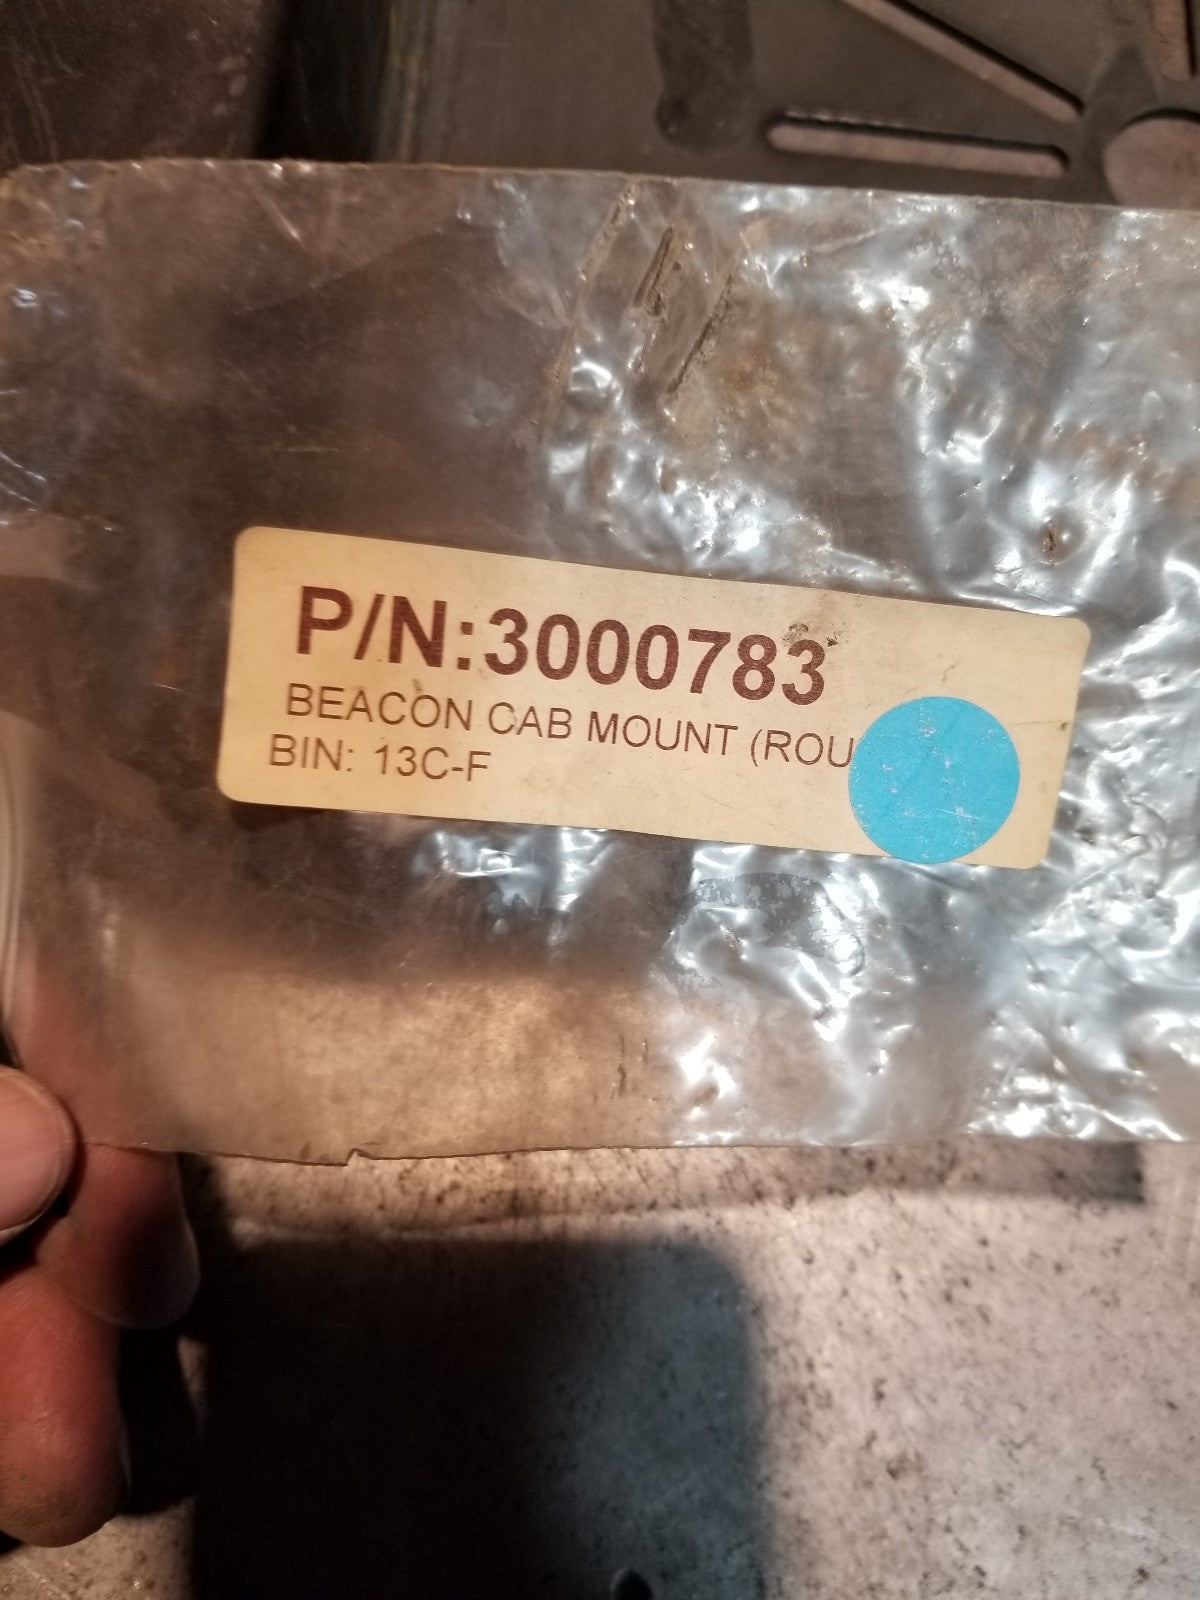 P/N:3000783
BEACON CAB MOUNT (ROU
BIN: 13C-F